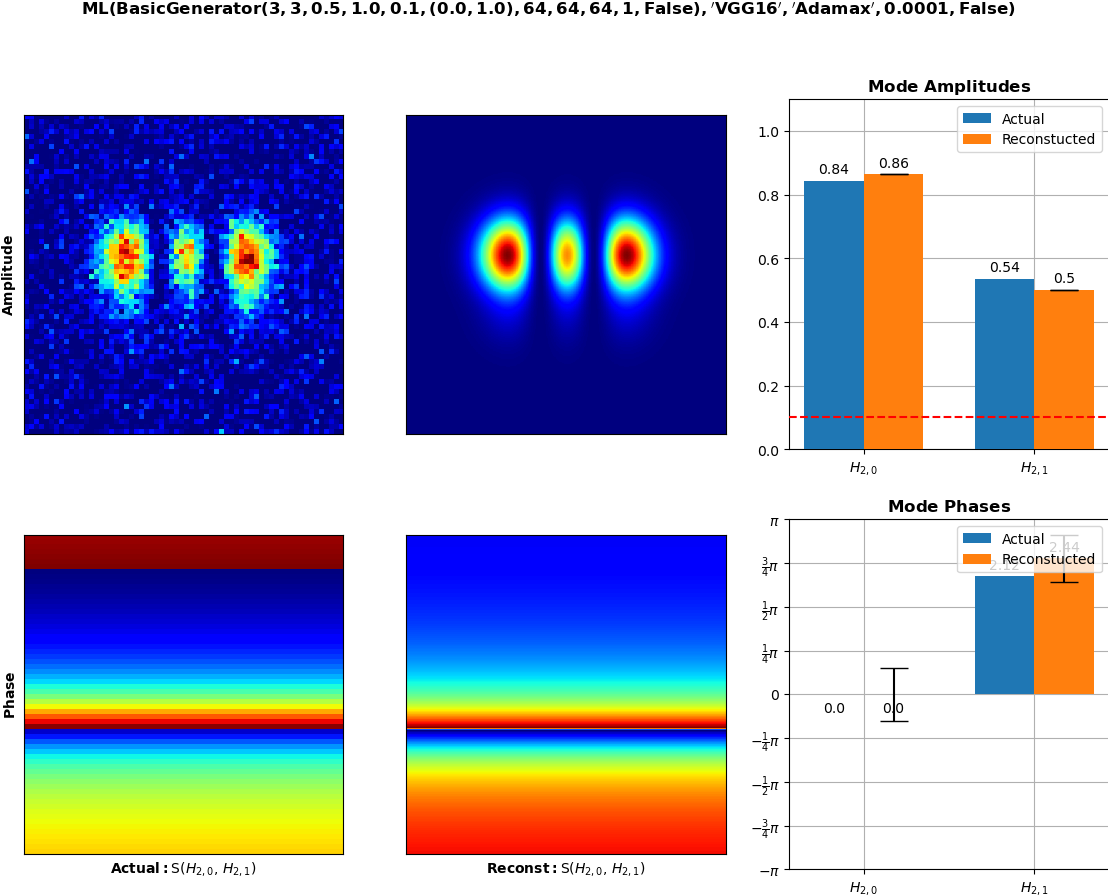 ML(BasicGenerator(3, 3, 0.5, 1.0, 0.1, (0.0, 1.0), 64, 64, 64, 1, False), ′VGG16′, ′Adamax′, 0.0001, False)
Amplitude
Mode Amplitudes
Actual
Reconstucted
1.0
0.8
0.6
0.4
0.2
0.0
0.84
0.86
0.54
0.5
H₂,₀
H₂,₁
Phase
Actual: S(H₂,₀, H₂,₁)
Reconst: S(H₂,₀, H₂,₁)
Mode Phases
Actual
Reconstucted
π
¾π
½π
¼π
0
−¼π
−½π
−¾π
−π
0.0
0.0
2.12
2.44
H₂,₀
H₂,₁